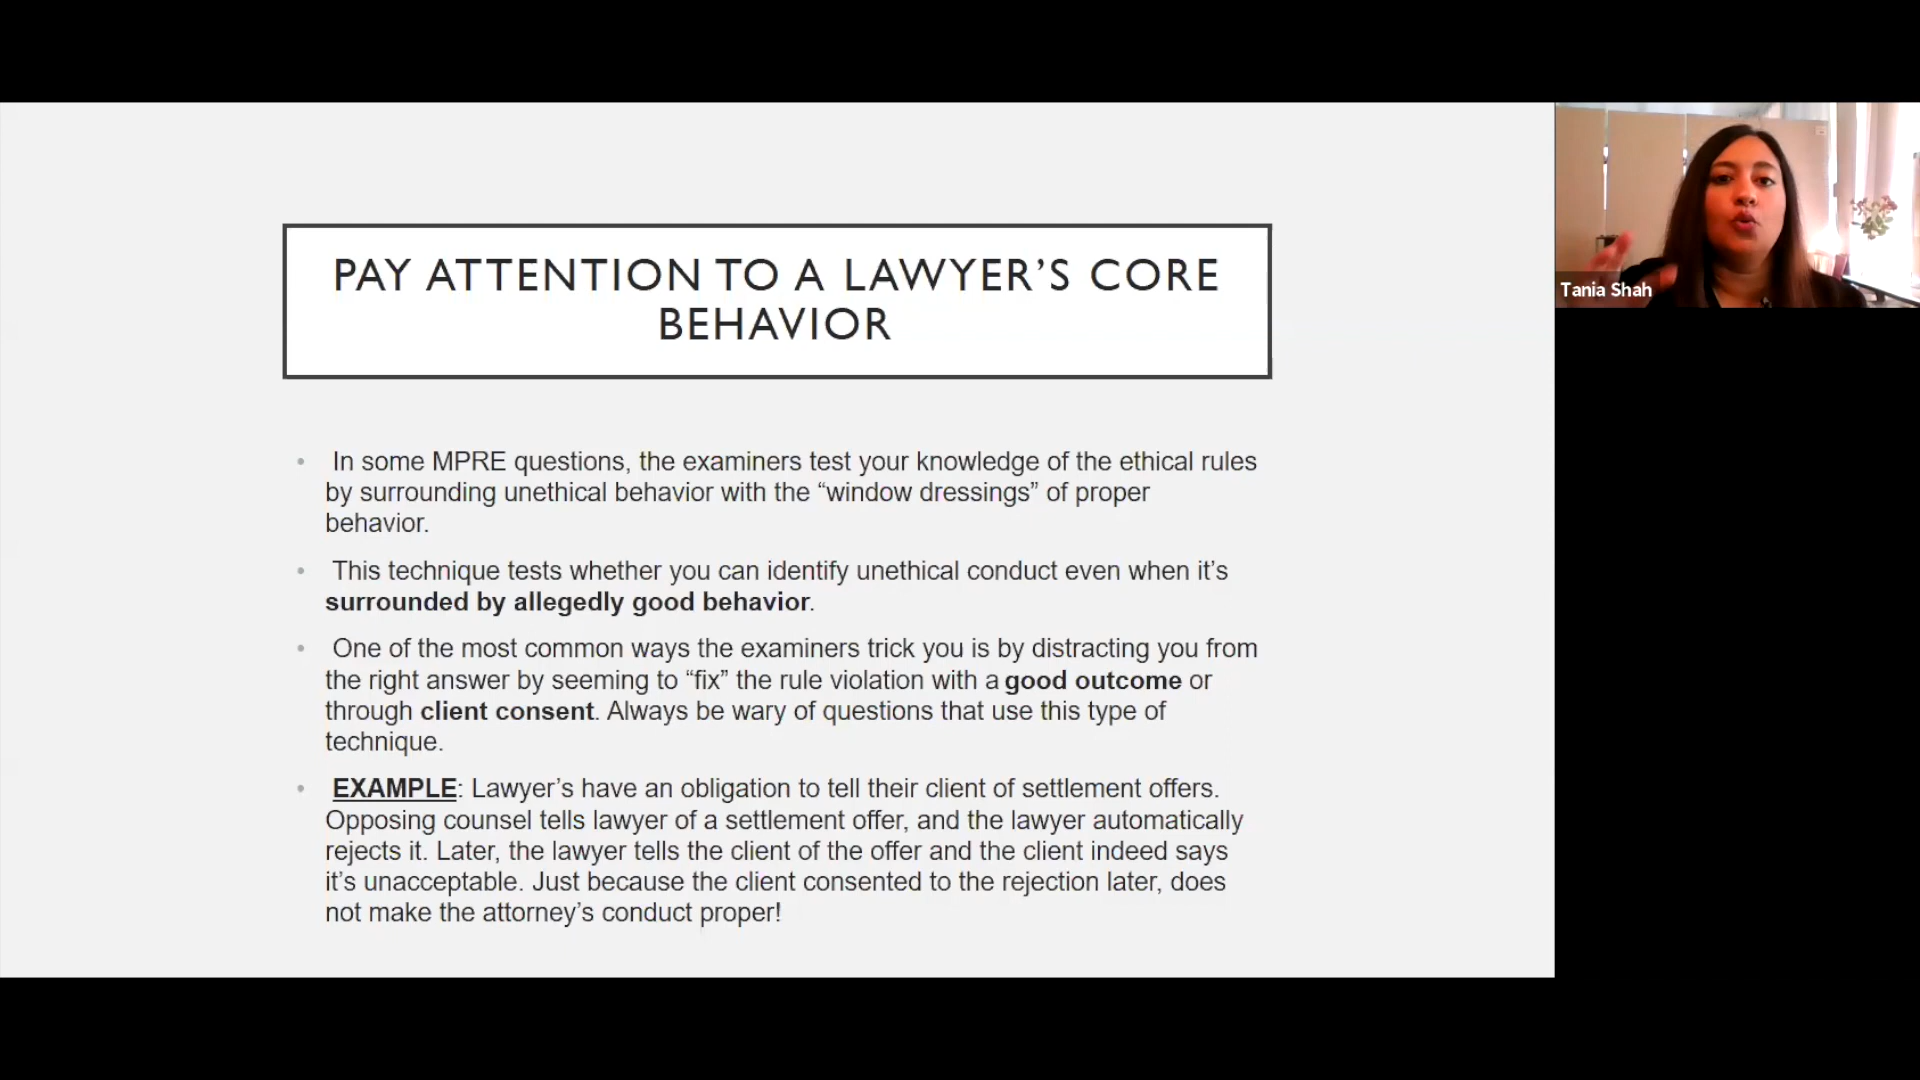 PAY ATTENTION TO A LAWYER’S CORE
BEHAVIOR
In some MPRE questions, the examiners test your knowledge of the ethical rules
by surrounding unethical behavior with the “window dressings” of proper
behavior.
This technique tests whether you can identify unethical conduct even when it’s
surrounded by allegedly good behavior.
One of the most common ways the examiners trick you is by distracting you from
the right answer by seeming to “fix” the rule violation with a good outcome or
through client consent. Always be wary of questions that use this type of
technique.
EXAMPLE: Lawyer’s have an obligation to tell their client of settlement offers.
Opposing counsel tells lawyer of a settlement offer, and the lawyer automatically
rejects it. Later, the lawyer tells the client of the offer and the client indeed says
it’s unacceptable. Just because the client consented to the rejection later, does
not make the attorney’s conduct proper!
Tania Shah